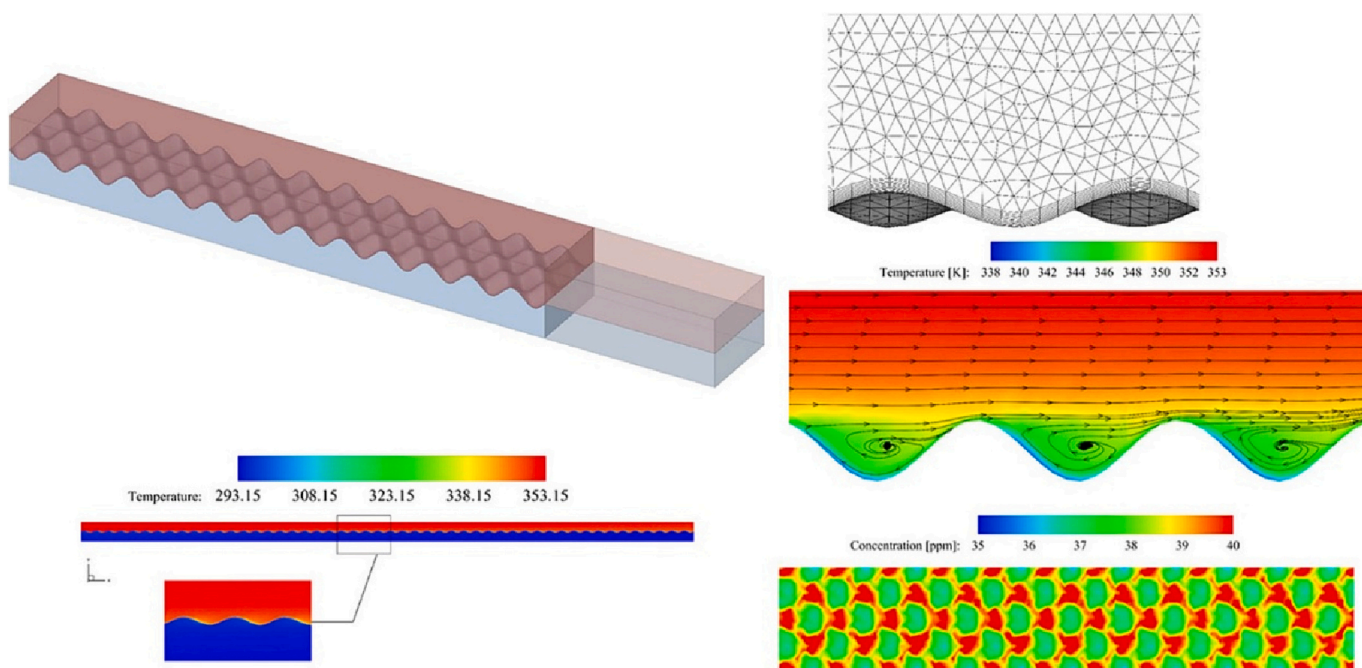 Temperature [K]: 338 340 342 344 346 348 350 352 353
Temperature: 293.15 308.15 323.15 338.15 353.15
Concentration [ppm]: 35 36 37 38 39 40